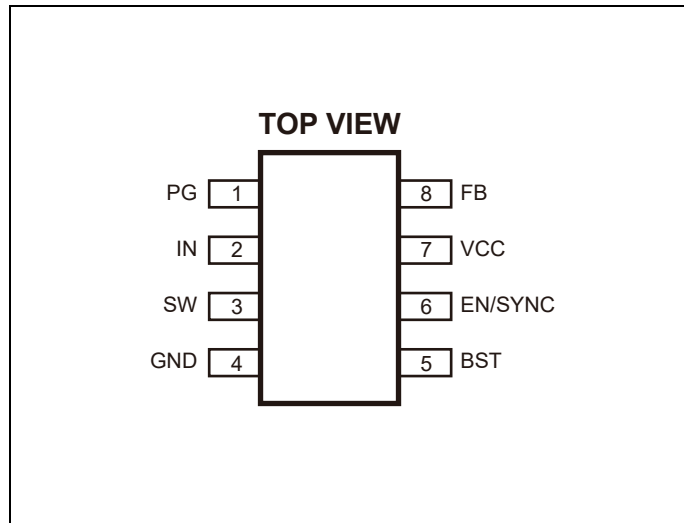 TOP VIEW
PG 1 8 FB
IN 2 7 VCC
SW 3 6 EN/SYNC
GND 4 5 BST